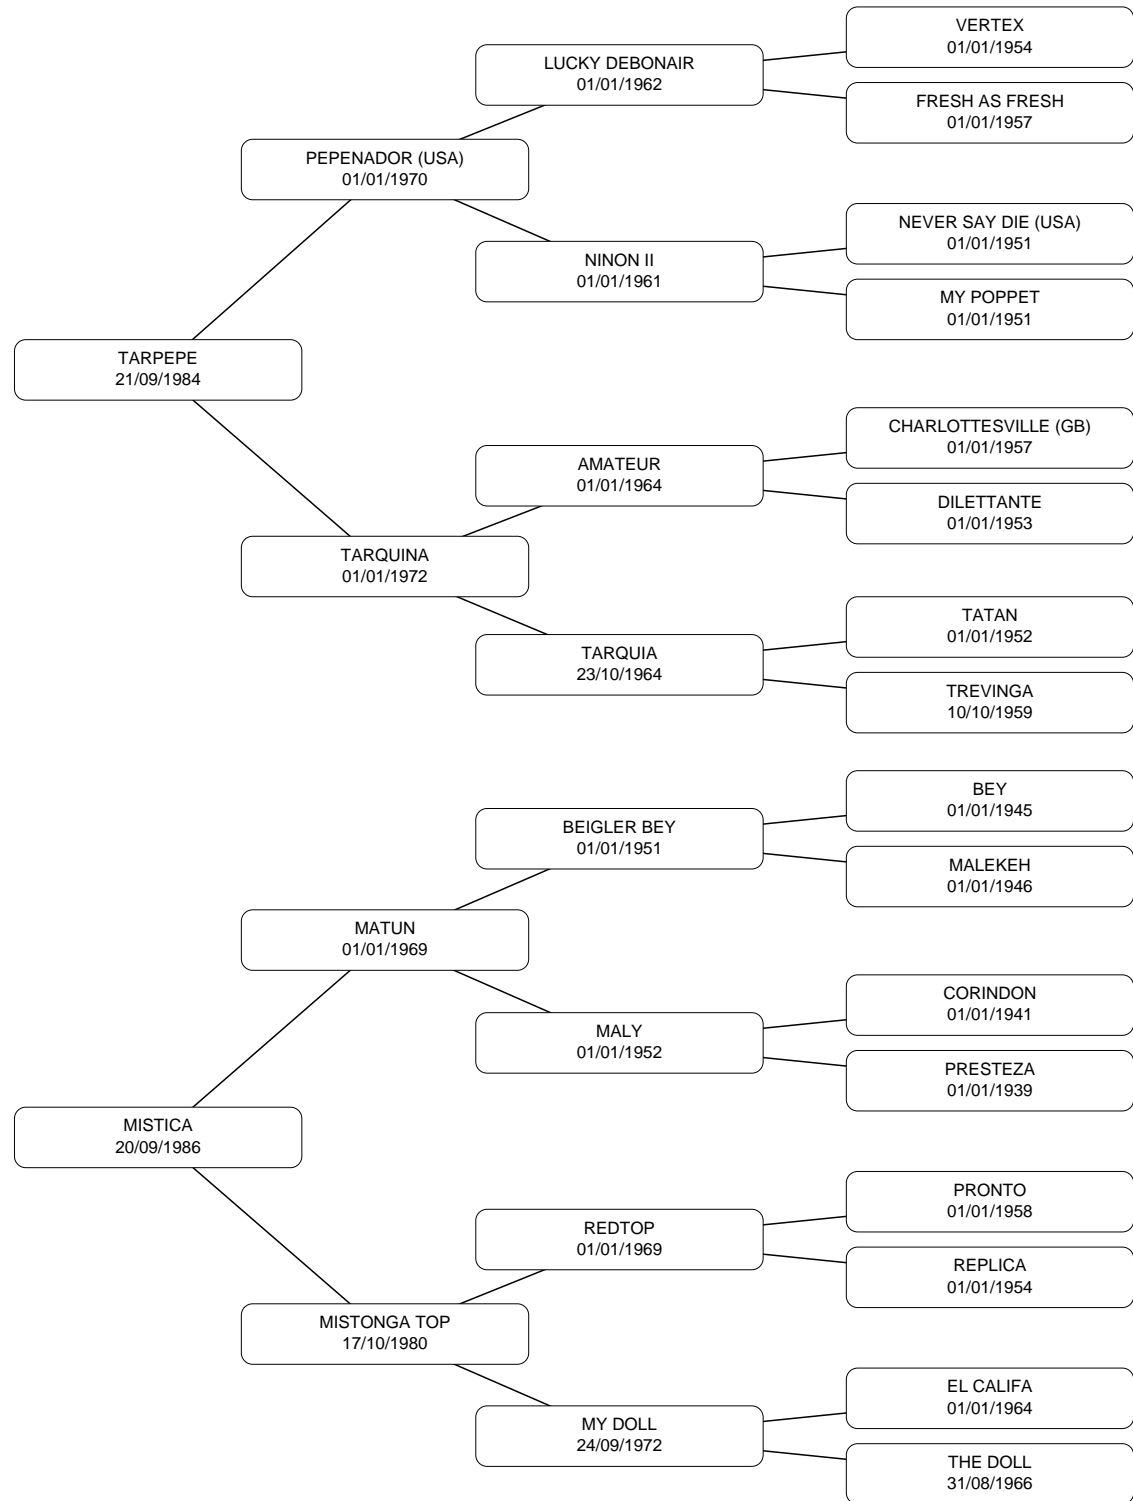 VERTEX
01/01/1954
LUCKY DEBONAIR
01/01/1962
FRESH AS FRESH
01/01/1957
PEPENADOR (USA)
01/01/1970
NEVER SAY DIE (USA)
01/01/1951
NINON II
01/01/1961
MY POPPET
01/01/1951
TARPEPE
21/09/1984
CHARLOTTESVILLE (GB)
01/01/1957
AMATEUR
01/01/1964
DILETTANTE
01/01/1953
TARQUINA
01/01/1972
TATAN
01/01/1952
TARQUIA
23/10/1964
TREVINGA
10/10/1959
BEY
01/01/1945
BEIGLER BEY
01/01/1951
MALEKEH
01/01/1946
MATUN
01/01/1969
CORINDON
01/01/1941
MALY
01/01/1952
PRESTEZA
01/01/1939
MISTICA
20/09/1986
PRONTO
01/01/1958
REDTOP
01/01/1969
REPLICA
01/01/1954
MISTONGA TOP
17/10/1980
EL CALIFA
01/01/1964
MY DOLL
24/09/1972
THE DOLL
31/08/1966